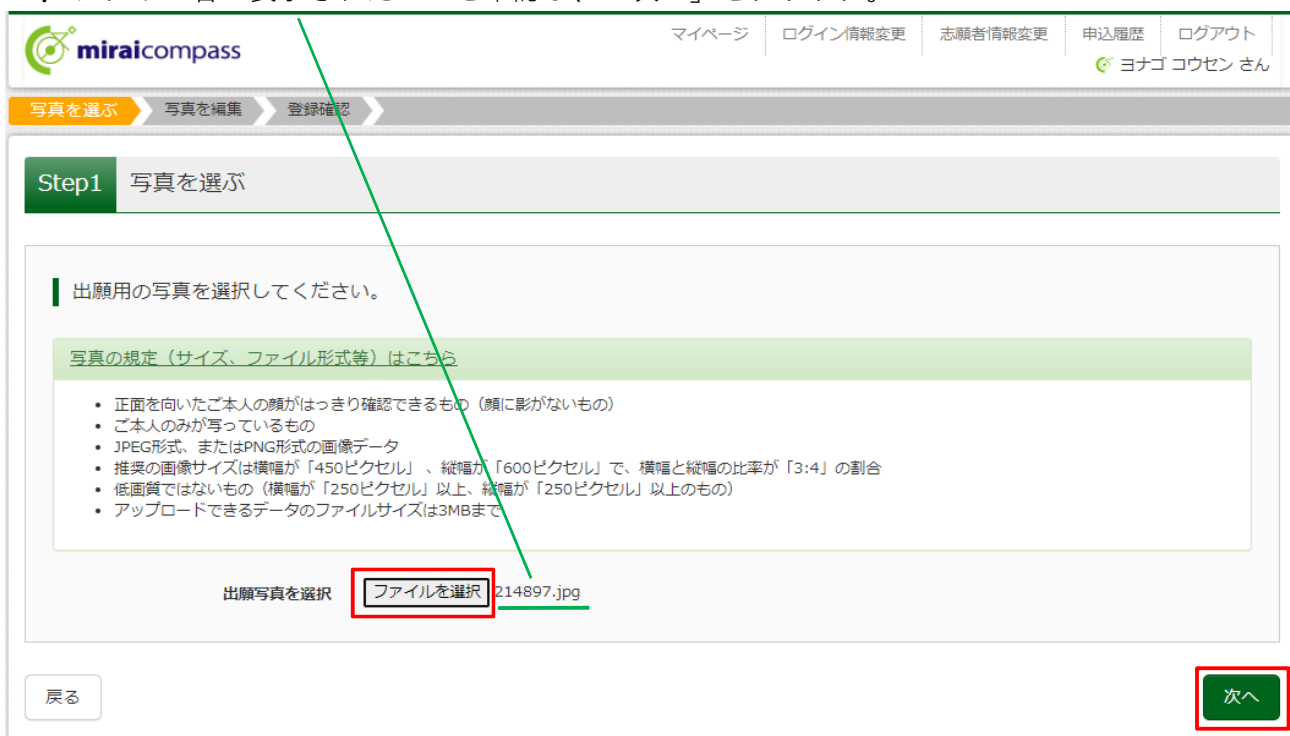 miraicompass
マイページ ログイン情報変更 志願者情報変更 申込履歴 ログアウト
ヨナゴ コウセン さん
写真を選ぶ 写真を編集 登録確認
Step1 写真を選ぶ
出願用の写真を選択してください。
写真の規定（サイズ、ファイル形式等）はこちら
• 正面を向いたご本人の顔がはっきり確認できるもの（顔に影がないもの）
• ご本人のみが写っているもの
• JPEG形式、またはPNG形式の画像データ
• 推奨の画像サイズは横幅が「450ピクセル」 、縦幅が「600ピクセル」で、横幅と縦幅の比率が「3:4」の割合
• 低画質ではないもの（横幅が「250ピクセル」以上、縦幅が「250ピクセル」以上のもの）
• アップロードできるデータのファイルサイズは3MBまで
出願写真を選択 ファイルを選択 214897.jpg
戻る 次へ